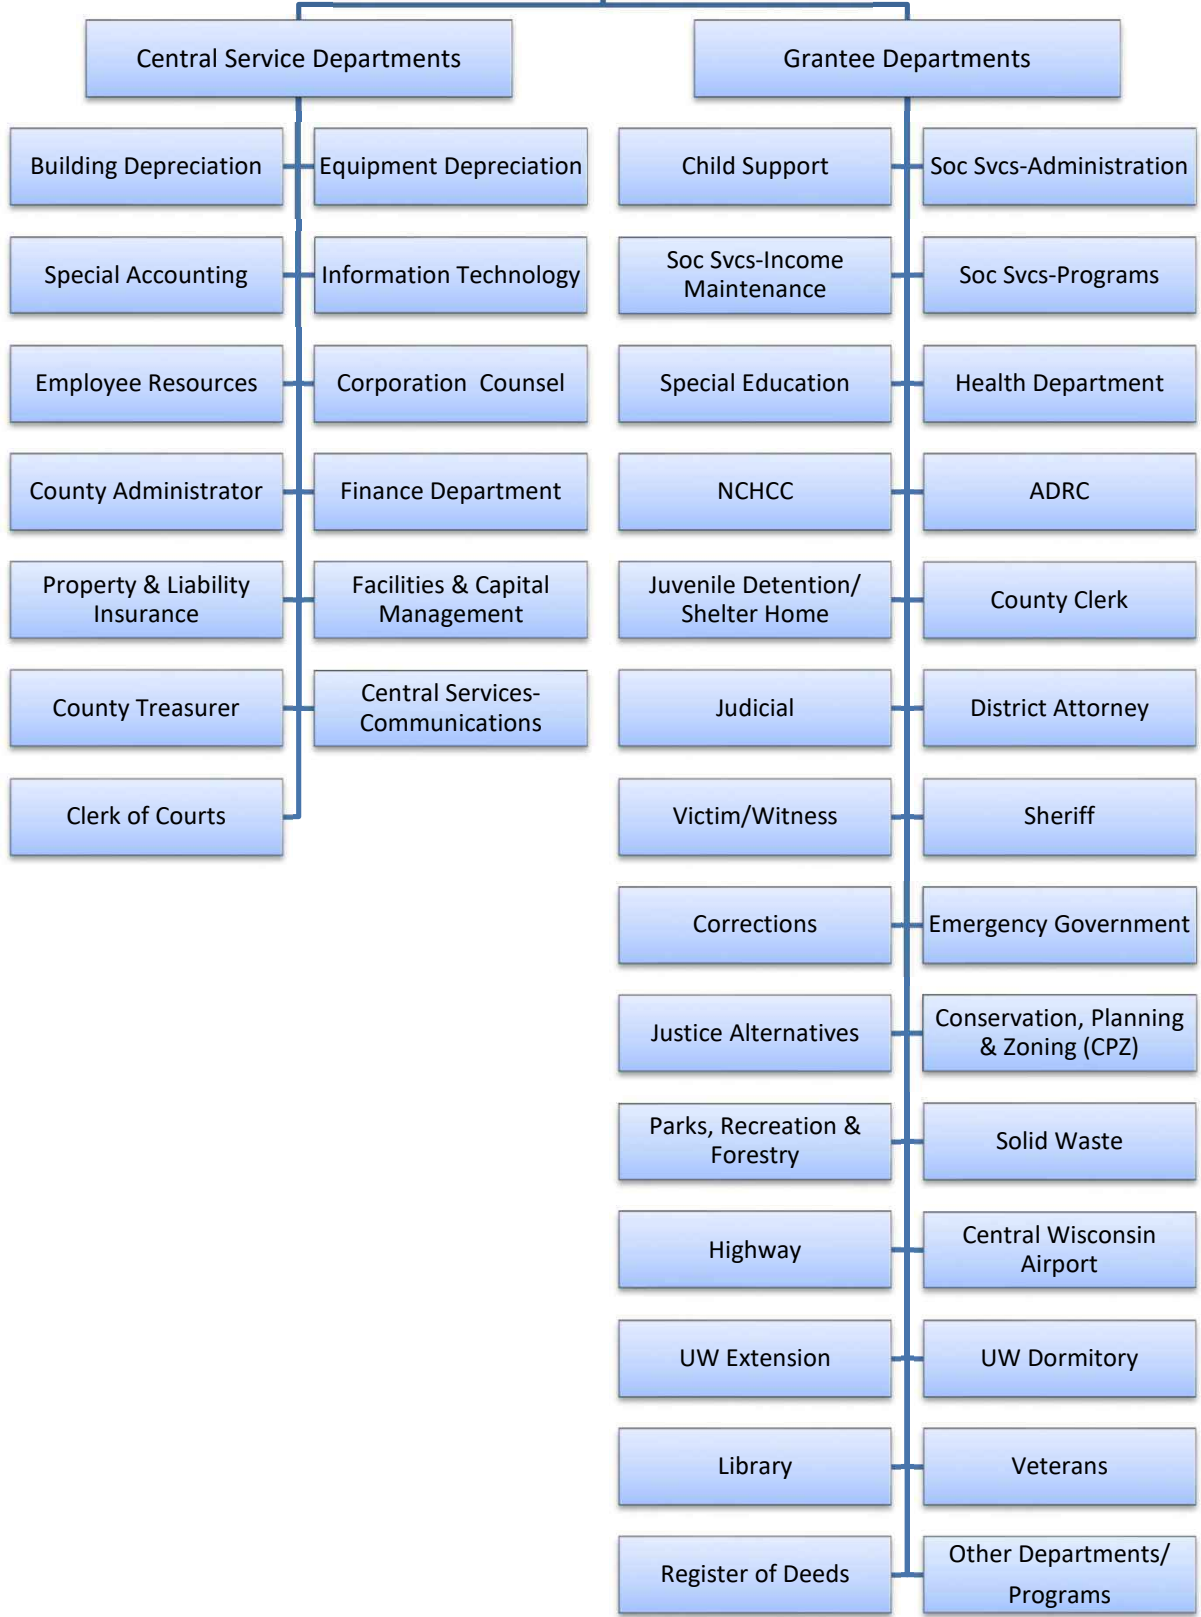 Central Service Departments
Grantee Departments
Building Depreciation
Equipment Depreciation
Special Accounting
Information Technology
Employee Resources
Corporation  Counsel
County Administrator
Finance Department
Property & Liability
Insurance
Facilities & Capital
Management
County Treasurer
Central Services-
Communications
Clerk of Courts
Child Support
Soc Svcs-Administration
Soc Svcs-Income
Maintenance
Soc Svcs-Programs
Special Education
Health Department
NCHCC
ADRC
Juvenile Detention/
Shelter Home
County Clerk
Judicial
District Attorney
Victim/Witness
Sheriff
Corrections
Emergency Government
Justice Alternatives
Conservation, Planning
& Zoning (CPZ)
Parks, Recreation &
Forestry
Solid Waste
Highway
Central Wisconsin
Airport
UW Extension
UW Dormitory
Library
Veterans
Register of Deeds
Other Departments/
Programs